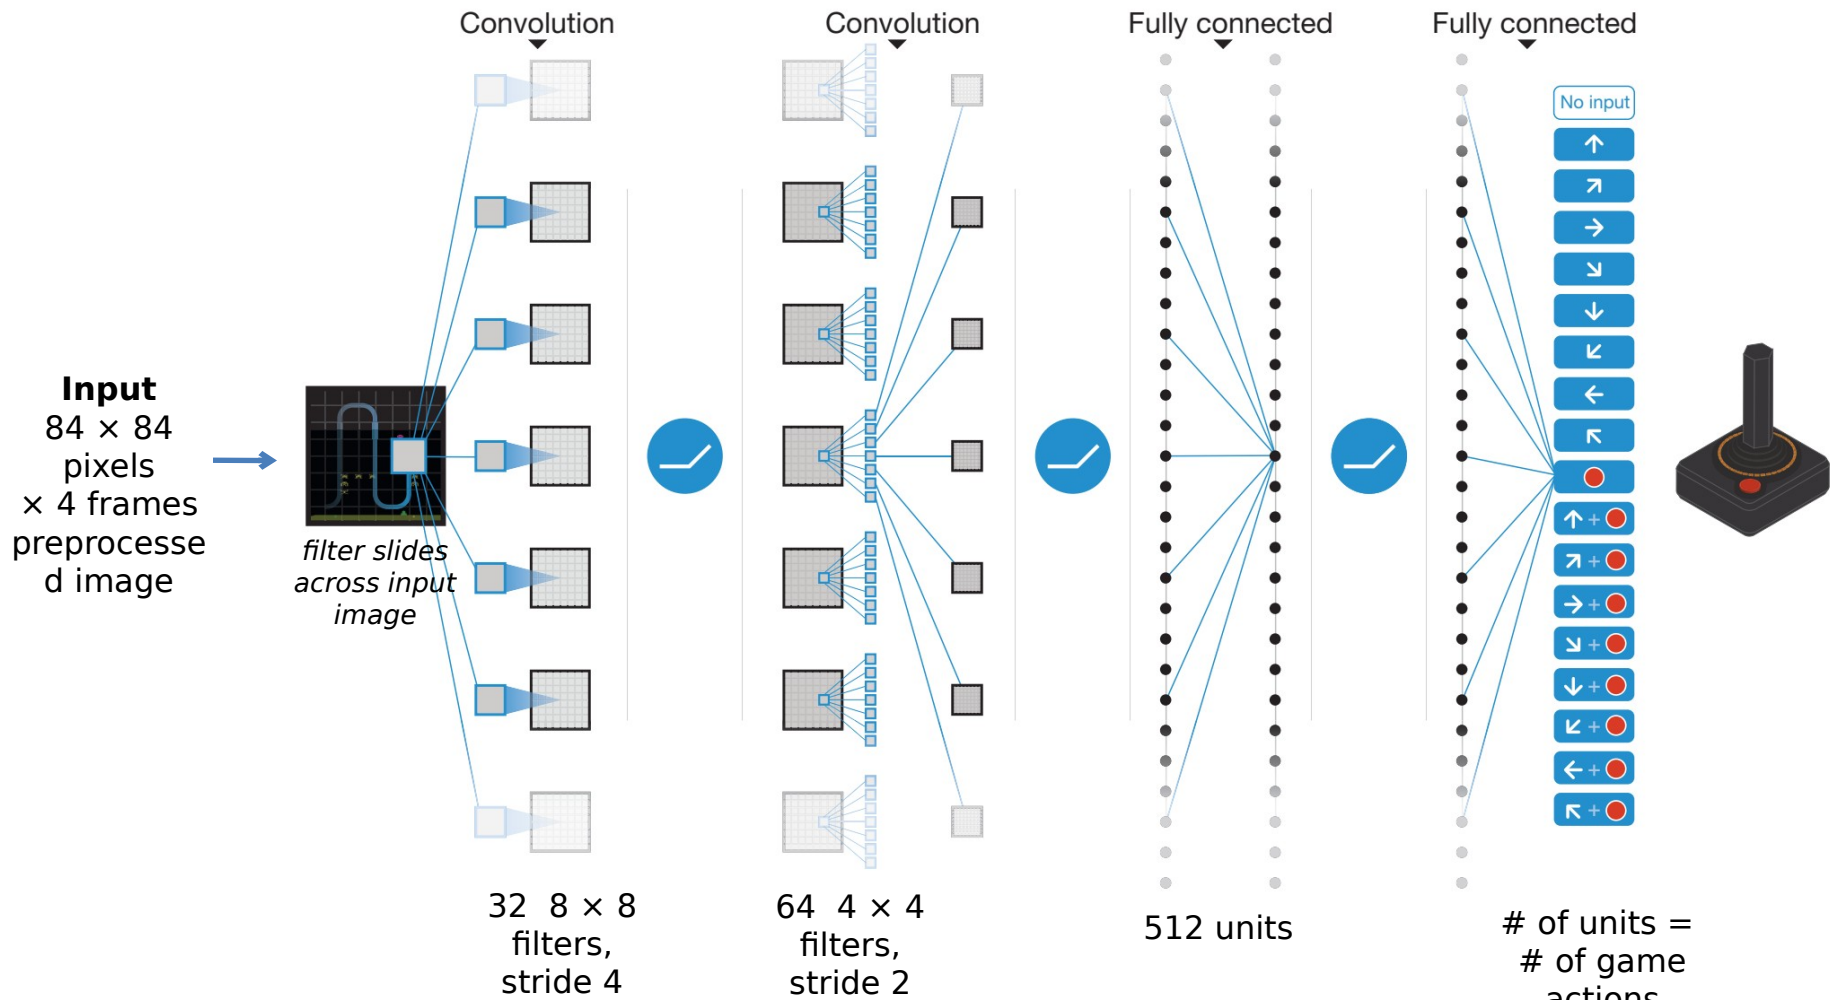 Convolution
Convolution
Fully connected
Fully connected
No input
Input
84 × 84
pixels
× 4 frames
preprocesse
d image
filter slides
across input
image
32 8 × 8
filters,
stride 4
64 4 × 4
filters,
stride 2
512 units
# of units =
# of game
actions